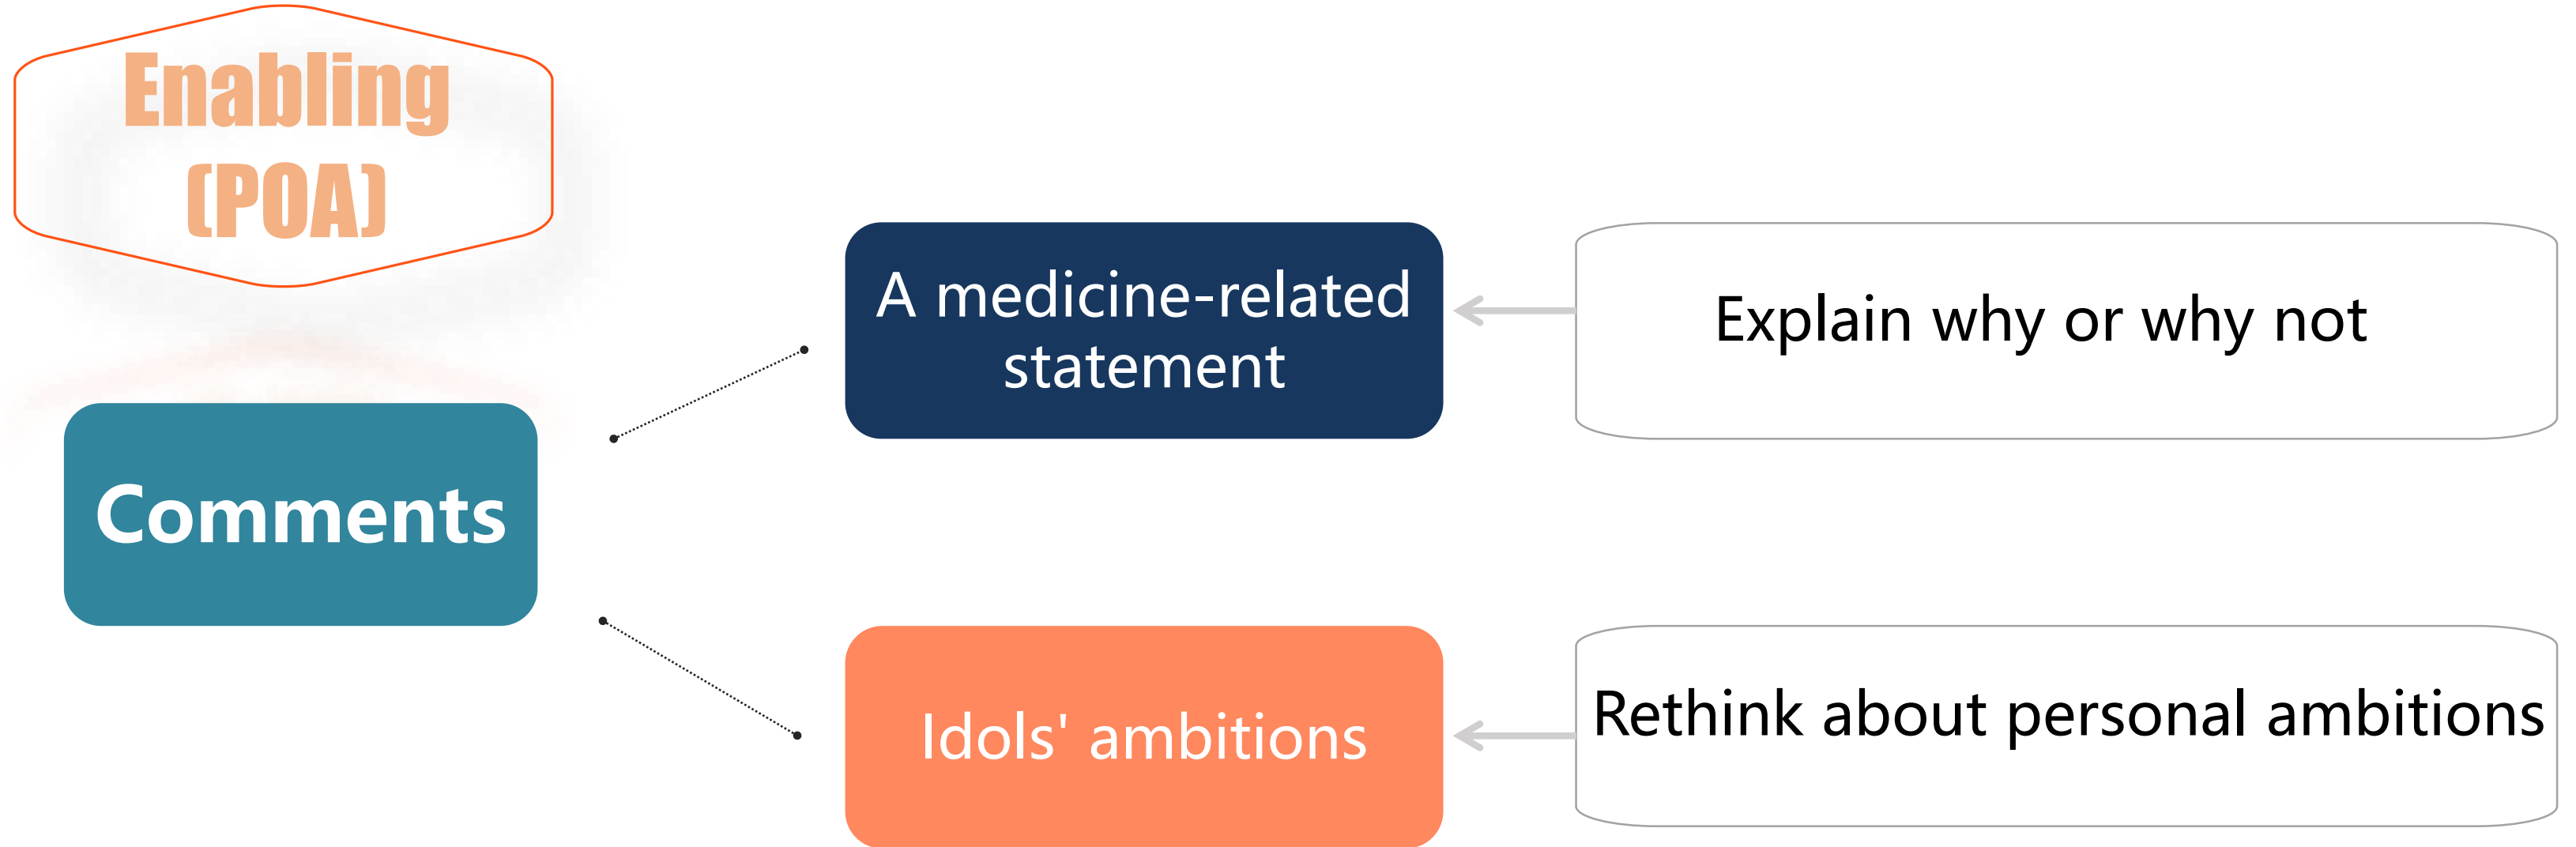 Enabling
(POA)
A medicine-related
statement
Explain why or why not
Comments
Idols' ambitions
Rethink about personal ambitions